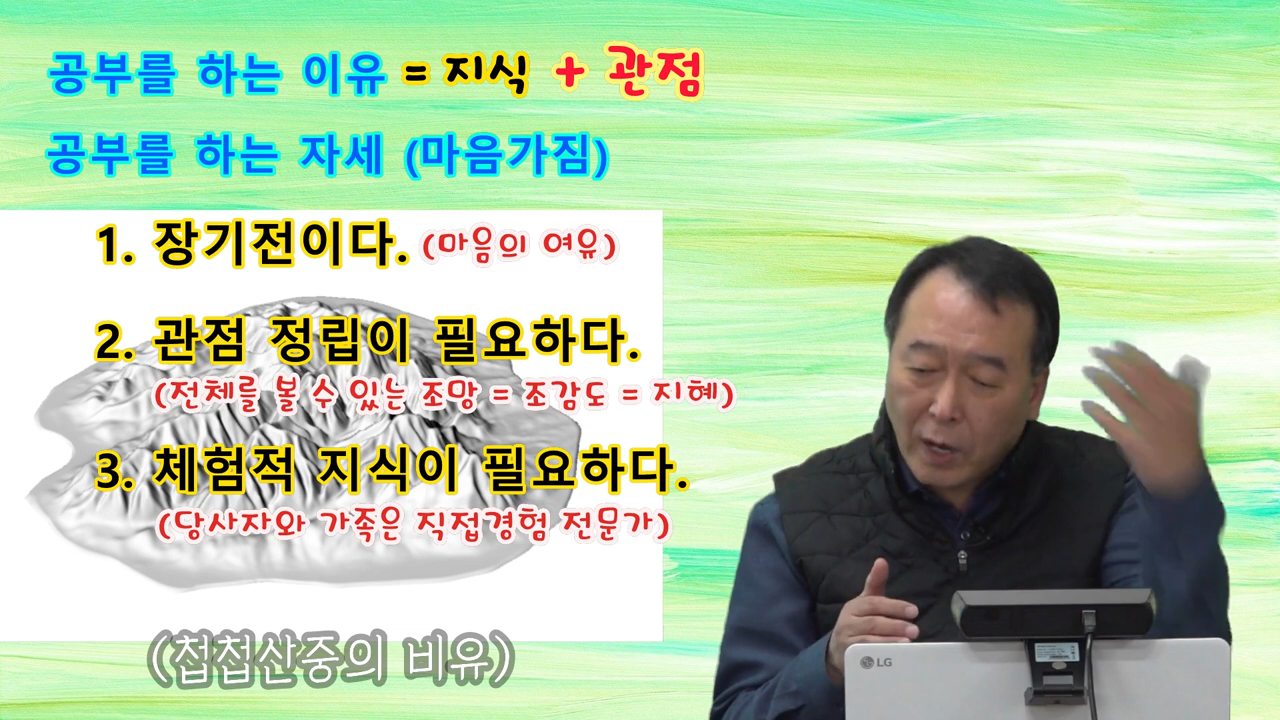 공부를 하는 이유 = 지식 + 관점
공부를 하는 자세 (마음가짐)
1. 장기전이다. (마음의 여유)
2. 관점 정립이 필요하다.
(전체를 볼 수 있는 조망 = 조감도 = 지혜)
3. 체험적 지식이 필요하다.
(당사자와 가족은 직접경험 전문가)
(첩첩산중의 비유)
LG